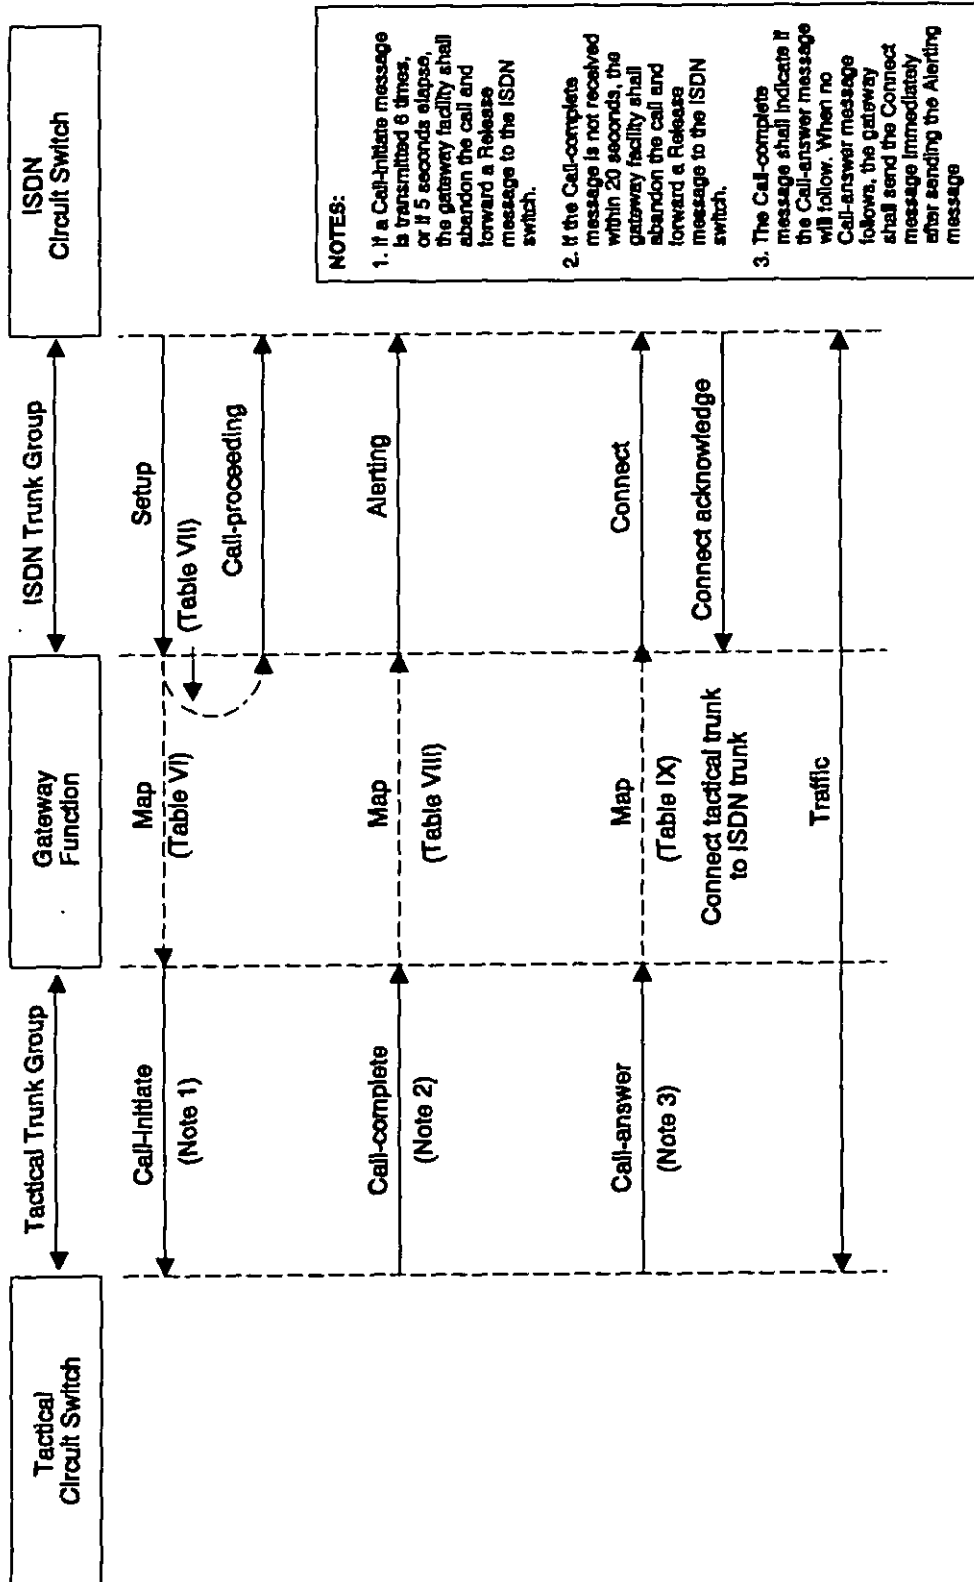 Tactical
Circuit Switch
Tactical Trunk Group
Gateway
Function
ISDN Trunk Group
ISDN
Circuit Switch
Call-initiate
(Note 1)
Map
(Table VI)
Setup
(Table VII)
Call-proceeding
Call-complete
(Note 2)
Map
(Table VIII)
Alerting
Call-answer
(Note 3)
Map
(Table IX)
Connect
Connect tactical trunk
to ISDN trunk
Connect acknowledge
Traffic
NOTES:
1. If a Call-initiate message
is transmitted 6 times,
or if 5 seconds elapse,
the gateway facility shall
abandon the call and
forward a Release
message to the ISDN
switch.
2. If the Call-complete
message is not received
within 20 seconds, the
gateway facility shall
abandon the call and
forward a Release
message to the ISDN
switch.
3. The Call-complete
message shall indicate if
the Call-answer message
will follow. When no
Call-answer message
follows, the gateway
shall send the Connect
message immediately
after sending the Alerting
message